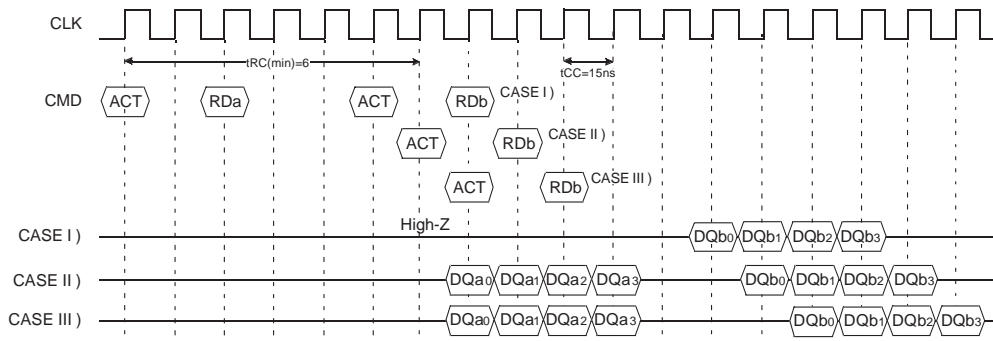 CLK
tRC(min)=6
tCC=15ns
CMD
ACT RDa ACT RDb CASE I )
ACT RDb CASE II )
ACT RDb CASE III )
High-Z
CASE I ) DQb0 DQb1 DQb2 DQb3
CASE II ) DQa0 DQa1 DQa2 DQa3 DQb0 DQb1 DQb2 DQb3
CASE III ) DQa0 DQa1 DQa2 DQa3 DQb0 DQb1 DQb2 DQb3